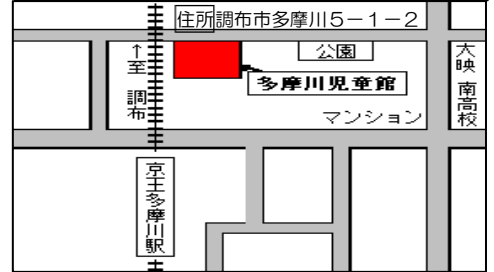 住所調布市多摩川5-1-2
↑至 調布
公園
大映
南高校
多摩川児童館
マンション
京王多摩川駅